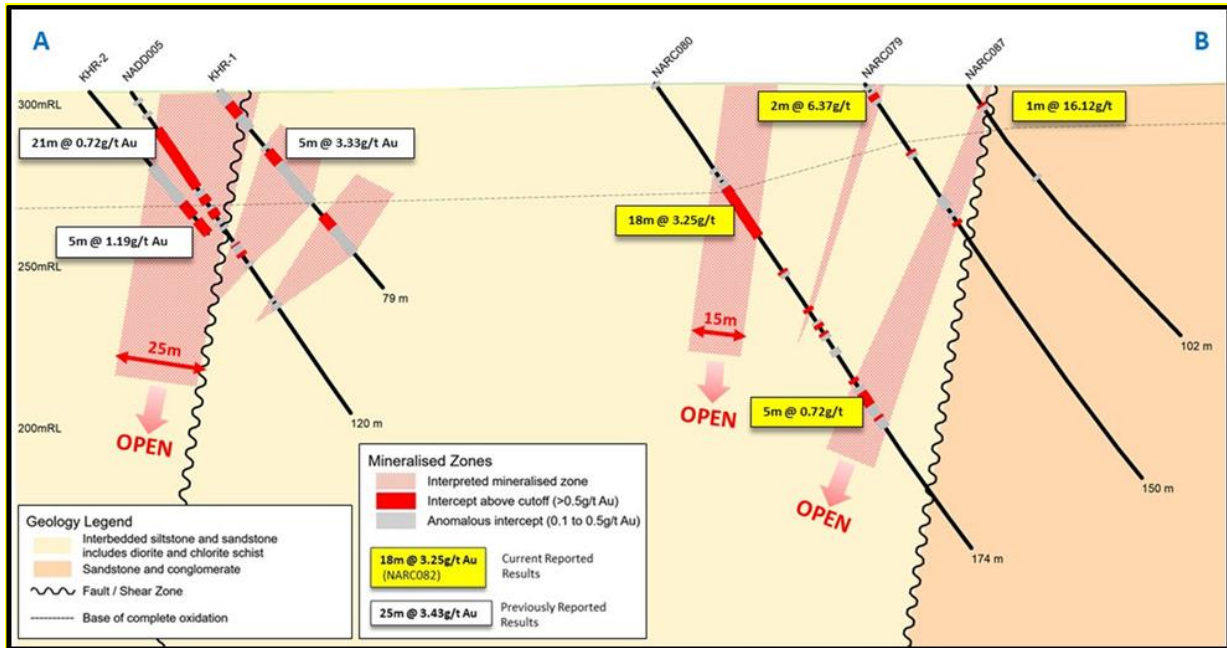 A
B
KHR-2
NADD005
KHR-1
NARC080
NARC079
NARC087
300mRL
250mRL
200mRL
21m @ 0.72g/t Au
5m @ 3.33g/t Au
5m @ 1.19g/t Au
2m @ 6.37g/t
1m @ 16.12g/t
18m @ 3.25g/t
5m @ 0.72g/t
79 m
120 m
102 m
150 m
174 m
25m
OPEN
15m
OPEN
OPEN
Geology Legend
Interbedded siltstone and sandstone
includes diorite and chlorite schist
Sandstone and conglomerate
Fault / Shear Zone
Base of complete oxidation
Mineralised Zones
Interpreted mineralised zone
Intercept above cutoff (>0.5g/t Au)
Anomalous intercept (0.1 to 0.5g/t Au)
18m @ 3.25g/t Au
(NARC082)
Current Reported
Results
25m @ 3.43g/t Au
Previously Reported
Results